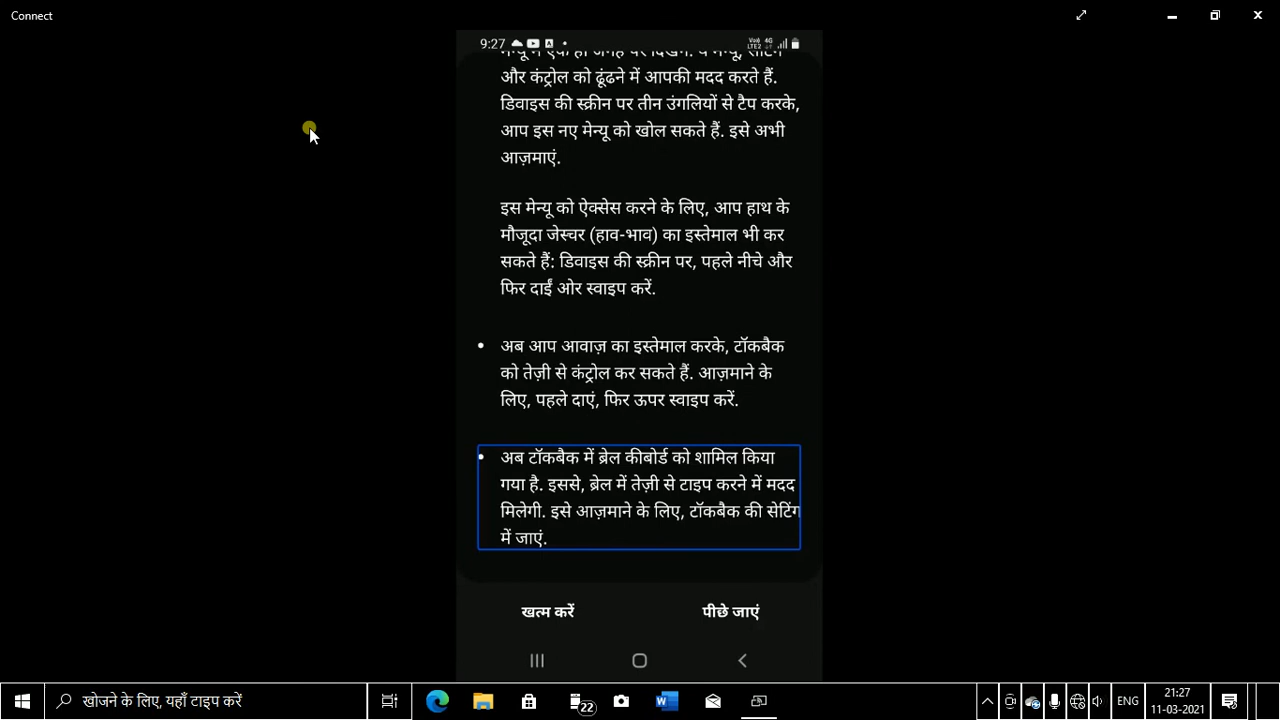 Connect
9:27
Vo)) 4G
LTE2
और कंट्रोल को ढूंढने में आपकी मदद करते हैं.
डिवाइस की स्क्रीन पर तीन उंगलियों से टैप करके,
आप इस नए मेन्यू को खोल सकते हैं. इसे अभी
आज़माएं.
इस मेन्यू को ऐक्सेस करने के लिए, आप हाथ के
मौजूदा जेस्चर (हाव-भाव) का इस्तेमाल भी कर
सकते हैं: डिवाइस की स्क्रीन पर, पहले नीचे और
फिर दाईं ओर स्वाइप करें.
• अब आप आवाज़ का इस्तेमाल करके, टॉकबैक
को तेज़ी से कंट्रोल कर सकते हैं. आज़माने के
लिए, पहले दाएं, फिर ऊपर स्वाइप करें.
• अब टॉकबैक में ब्रेल कीबोर्ड को शामिल किया
गया है. इससे, ब्रेल में तेज़ी से टाइप करने में मदद
मिलेगी. इसे आज़माने के लिए, टॉकबैक की सेटिंग
में जाएं.
खत्म करें
पीछे जाएं
खोजने के लिए, यहाँ टाइप करें
22
ENG
21:27
11-03-2021